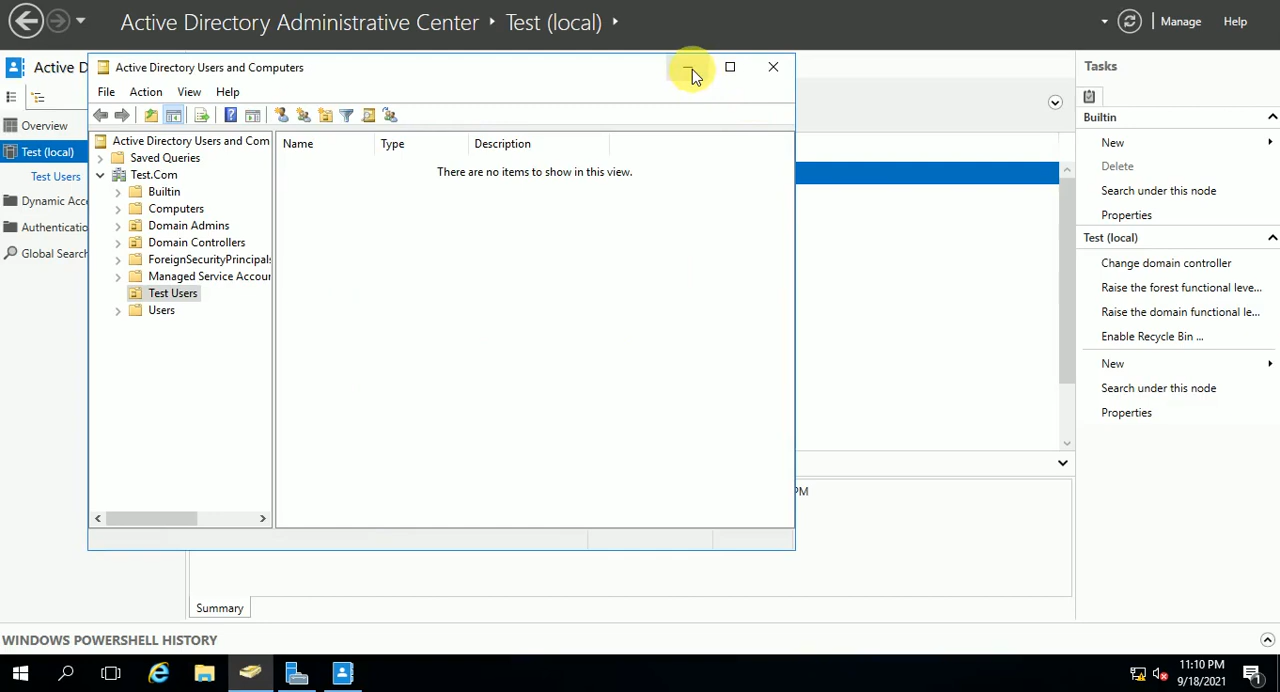 Active Directory Administrative Center • Test (local) •
Manage
Help
Active D
Overview
Test (local)
Test Users
Dynamic Acc
Authenticatio
Global Search
Active Directory Users and Computers
File Action View Help
Active Directory Users and Com
Saved Queries
Test.Com
Builtin
Computers
Domain Admins
Domain Controllers
ForeignSecurityPrincipals
Managed Service Accour
Test Users
Users
Name Type Description
There are no items to show in this view.
PM
Summary
Tasks
Builtin
New
Delete
Search under this node
Properties
Test (local)
Change domain controller
Raise the forest functional leve...
Raise the domain functional le...
Enable Recycle Bin ...
New
Search under this node
Properties
WINDOWS POWERSHELL HISTORY
11:10 PM
9/18/2021
1